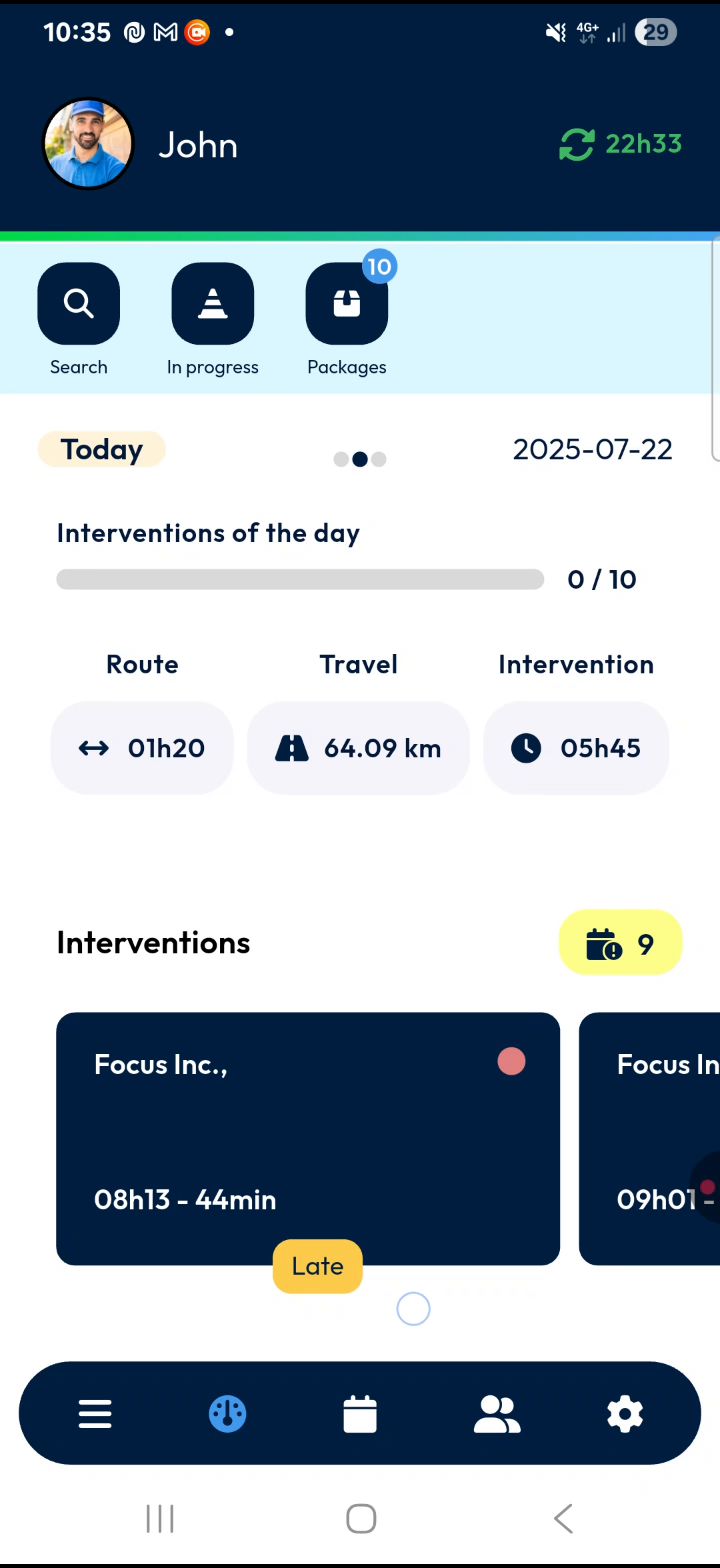 10:35 29
4G+
John 22h33
10
Search In progress Packages
Today 2025-07-22
Interventions of the day
0 / 10
Route Travel Intervention
01h20 64.09 km 05h45
Interventions 9
Focus Inc., Focus In
08h13 - 44min 09h01 -
Late